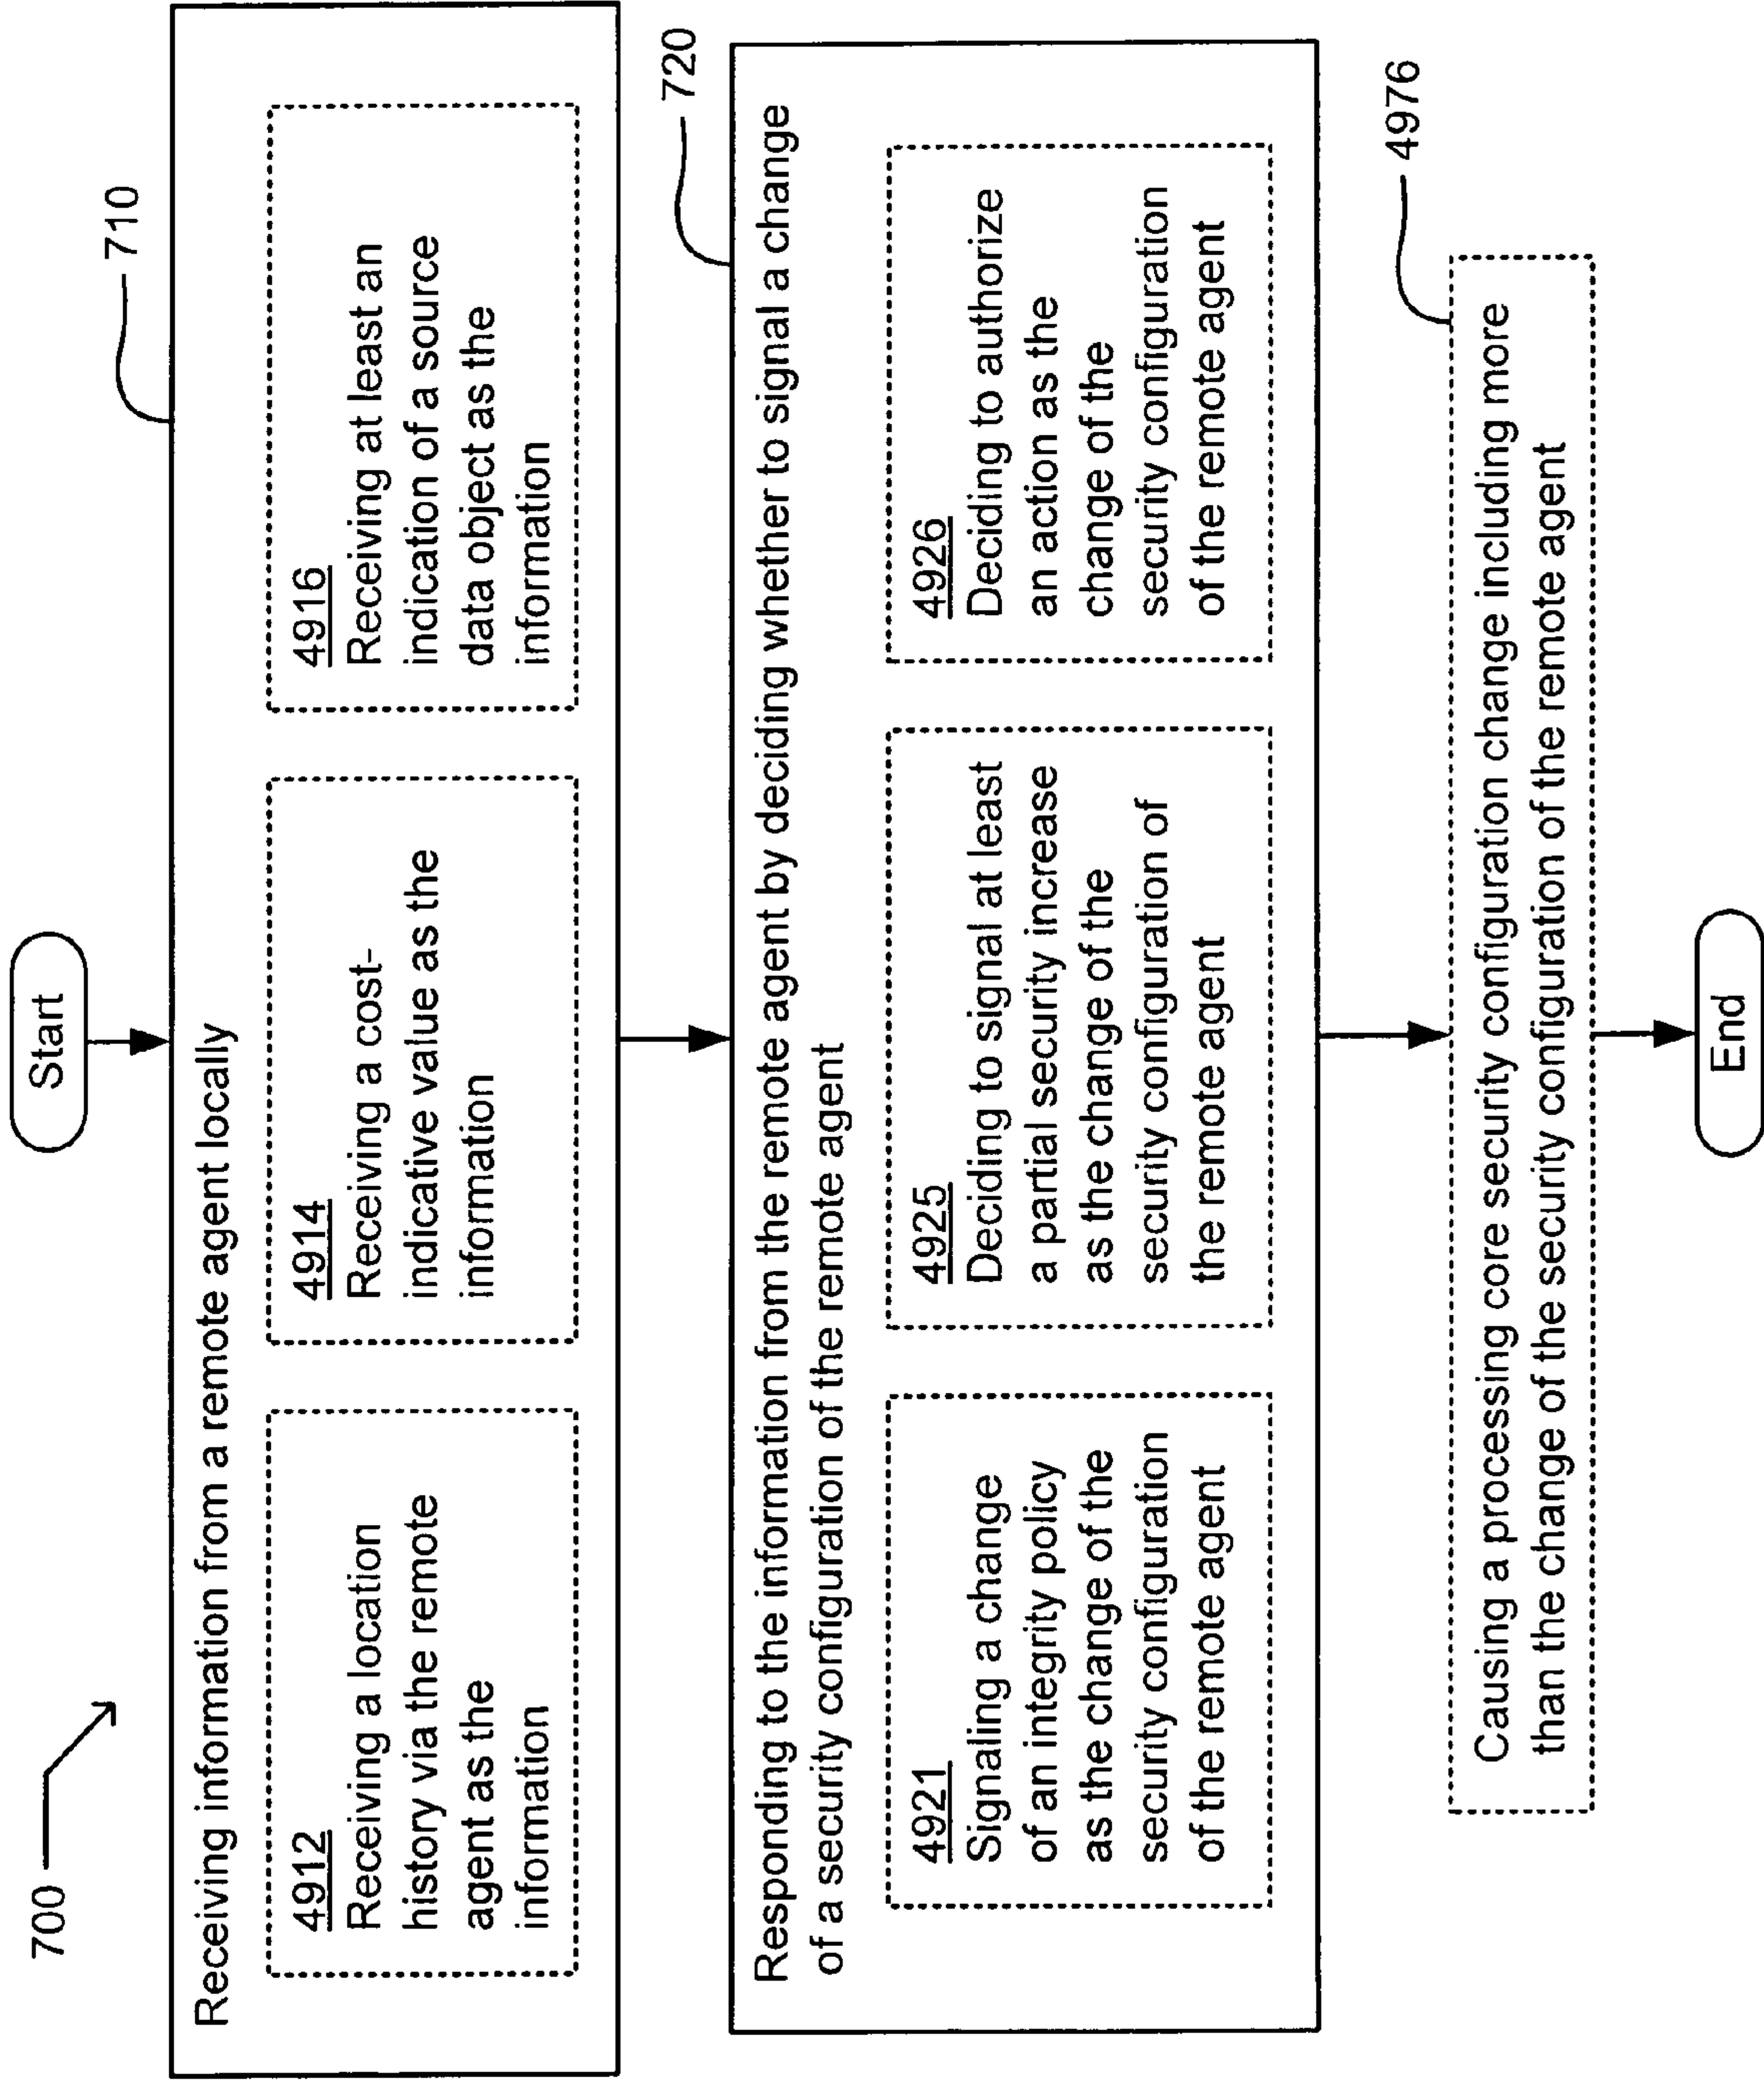 700
Start
710
Receiving information from a remote agent locally
4912
Receiving a location
history via the remote
agent as the
information
4914
Receiving a cost-
indicative value as the
information
4916
Receiving at least an
indication of a source
data object as the
information
720
Responding to the information from the remote agent by deciding whether to signal a change
of a security configuration of the remote agent
4921
Signaling a change
of an integrity policy
as the change of the
security configuration
of the remote agent
4925
Deciding to signal at least
a partial security increase
as the change of the
security configuration of
the remote agent
4926
Deciding to authorize
an action as the
change of the
security configuration
of the remote agent
4976
Causing a processing core security configuration change including more
than the change of the security configuration of the remote agent
End